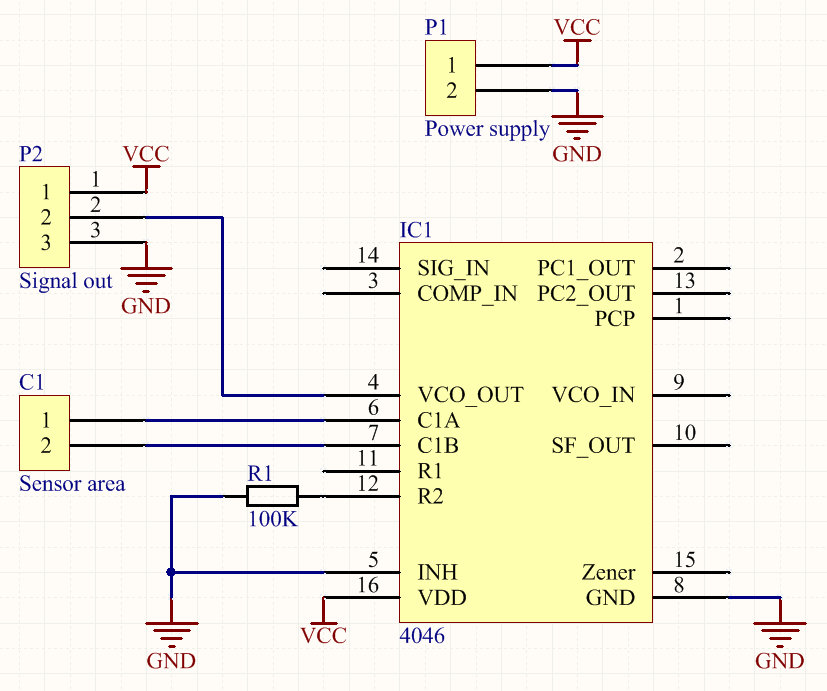 P1
VCC
1
2
Power supply
GND
P2
VCC
1 1
2 2
3 3
Signal out
GND
IC1
14 SIG_IN PC1_OUT 2
3 COMP_IN PC2_OUT 13
PCP 1
4 VCO_OUT VCO_IN 9
6 C1A
7 C1B SF_OUT 10
11 R1
12 R2
5 INH Zener 15
16 VDD GND 8
4046
C1
1
2
Sensor area
R1
100K
GND
VCC
GND